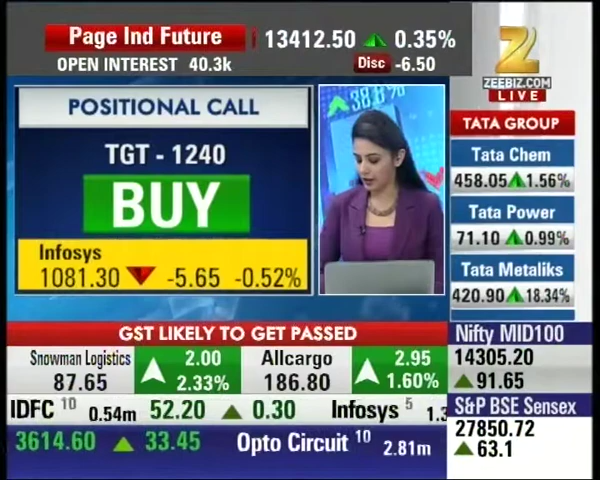 Page Ind Future
13412.50 0.35%
OPEN INTEREST 40.3k
Disc -6.50
ZEEBIZ.COM
LIVE
POSITIONAL CALL
TGT - 1240
BUY
Infosys
1081.30 -5.65 -0.52%
TATA GROUP
Tata Chem
458.05 1.56%
Tata Power
71.10 0.99%
Tata Metaliks
420.90 18.34%
GST LIKELY TO GET PASSED
Snowman Logistics 2.00
87.65 2.33%
Allcargo 2.95
186.80 1.60%
IDFC 10 0.54m 52.20 0.30 Infosys 5
3614.60 33.45 Opto Circuit 10 2.81m
Nifty MID100
14305.20
91.65
S&P BSE Sensex
27850.72
63.1